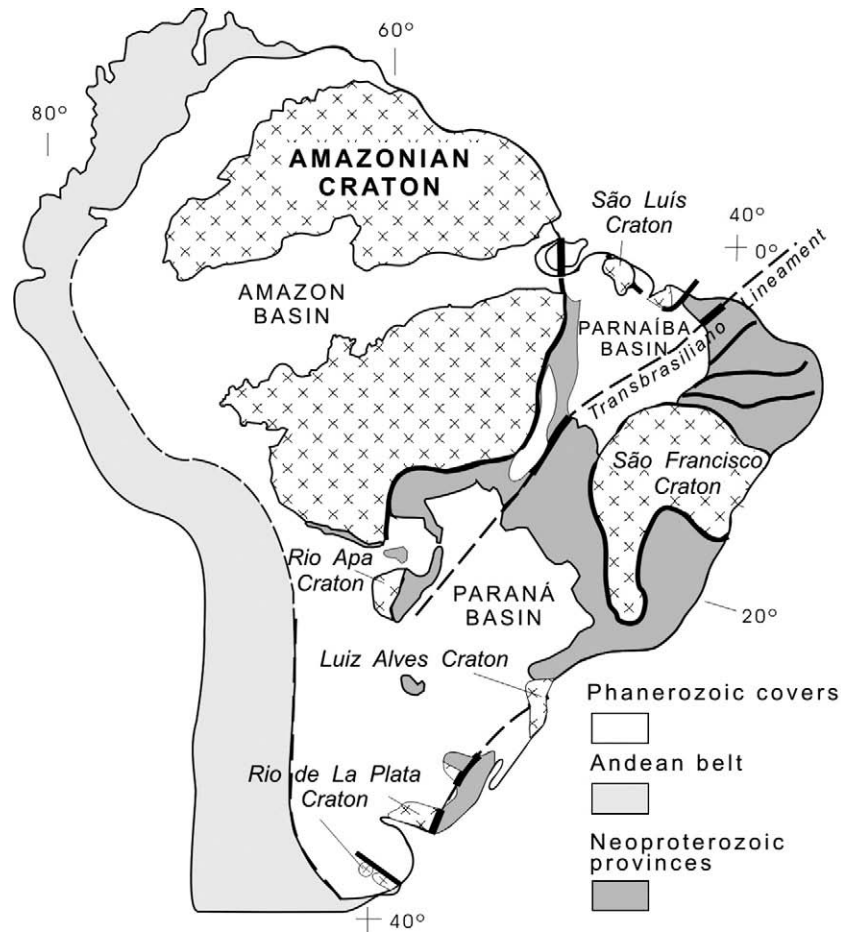 60°
80°
AMAZONIAN
CRATON
São Luís
Craton
40°
0°
Lineament
AMAZON
BASIN
PARNAÍBA
BASIN
Transbrasiliano
São Francisco
Craton
Rio Apa
Craton
PARANÁ
BASIN
20°
Luiz Alves Craton
Phanerozoic covers
Andean belt
Rio de La Plata
Craton
Neoproterozoic
provinces
40°